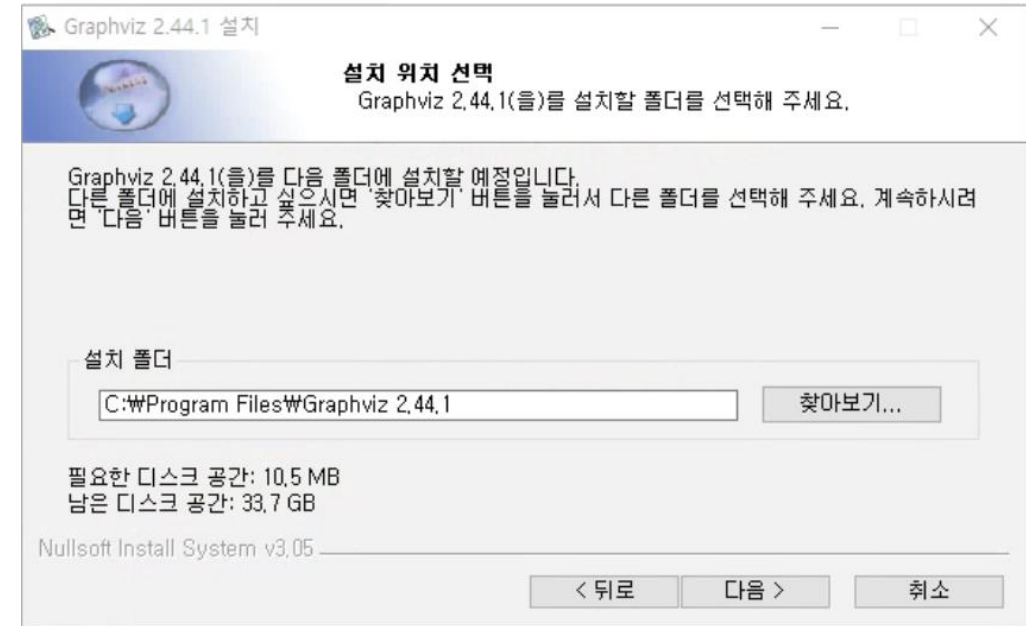 Graphviz 2.44.1 설치
설치 위치 선택
Graphviz 2.44.1(을)를 설치할 폴더를 선택해 주세요.
Graphviz 2.44.1(을)를 다음 폴더에 설치할 예정입니다.
다른 폴더에 설치하고 싶으시면 '찾아보기' 버튼을 눌러서 다른 폴더를 선택해 주세요. 계속하시려
면 '다음' 버튼을 눌러 주세요.
설치 폴더
C:₩Program Files₩Graphviz 2.44.1
찾아보기...
필요한 디스크 공간: 10.5 MB
남은 디스크 공간: 33.7 GB
Nullsoft Install System v3.05
< 뒤로 다음 > 취소